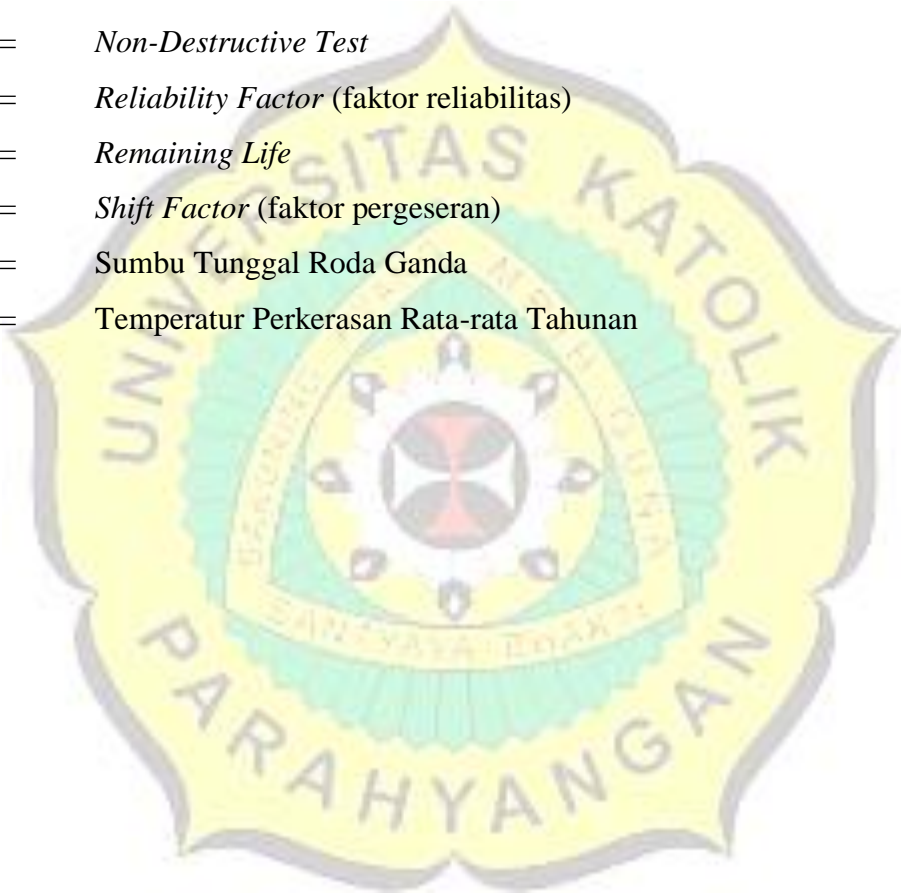 = Non-Destructive Test
= Reliability Factor (faktor reliabilitas)
= Remaining Life
= Shift Factor (faktor pergeseran)
= Sumbu Tunggal Roda Ganda
= Temperatur Perkerasan Rata-rata Tahunan
UNIVERSITAS KATOLIK
PARAHYANGAN